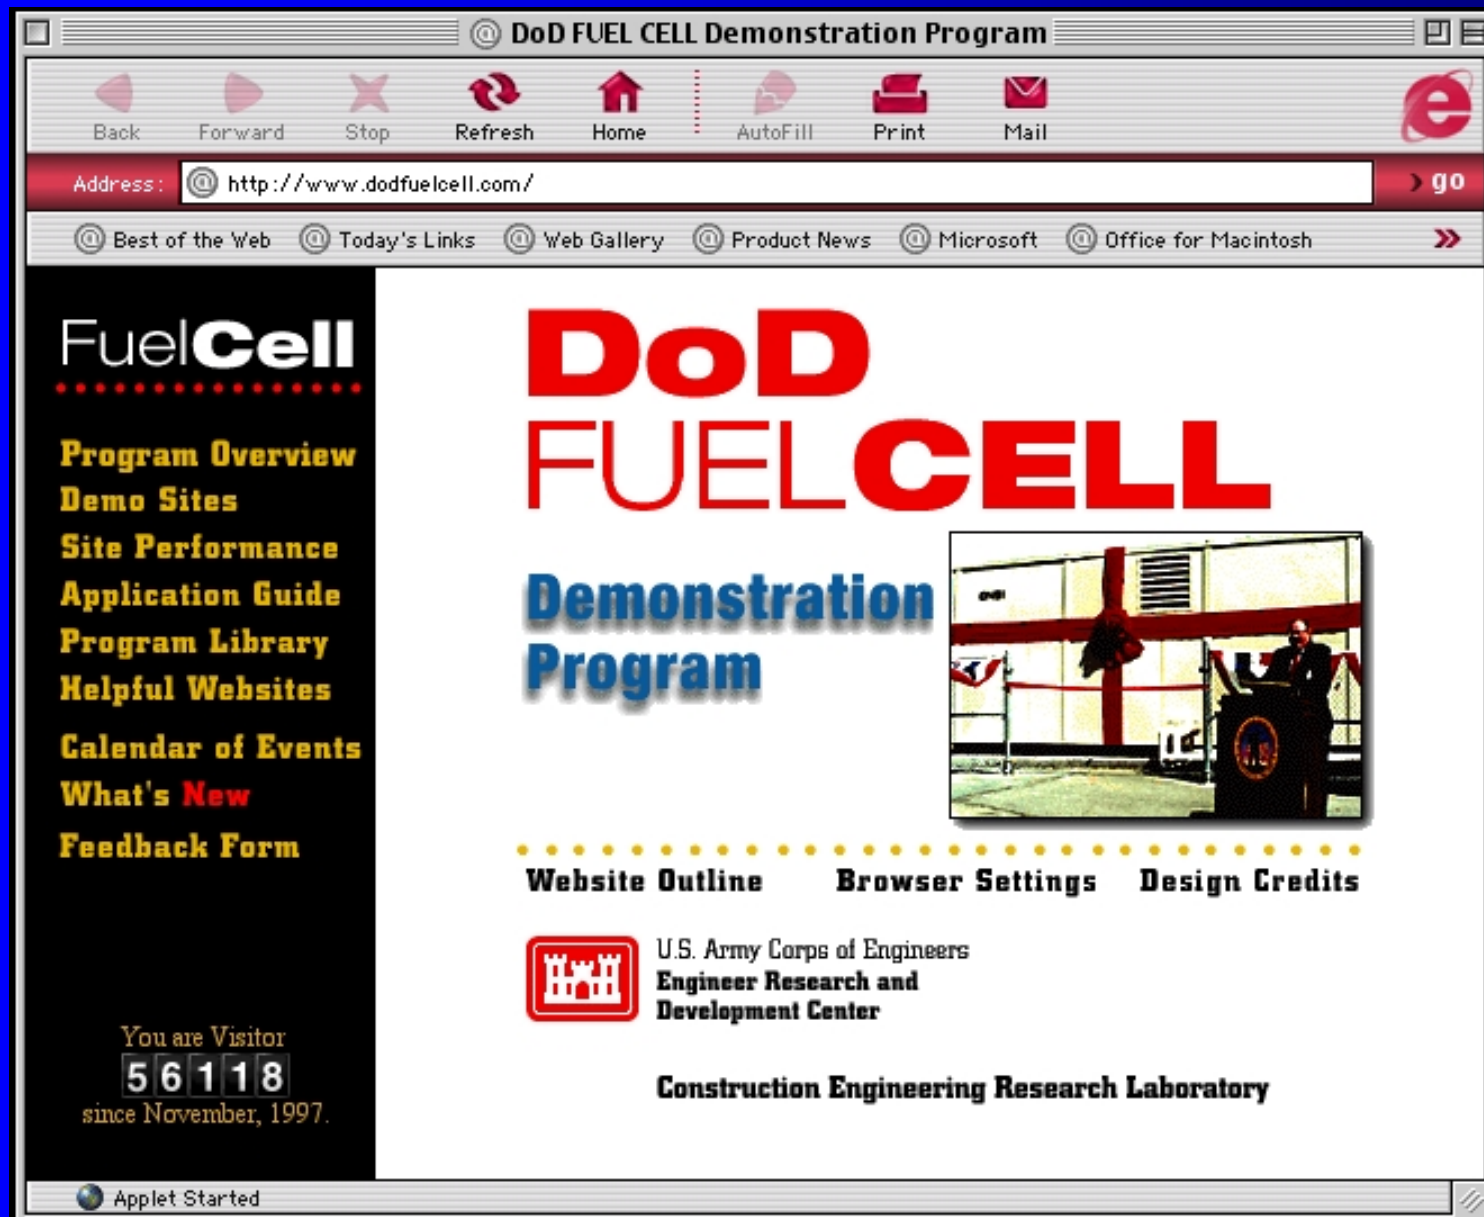 DoD FUEL CELL Demonstration Program
Back Forward Stop Refresh Home AutoFill Print Mail
Address: http://www.dodfuelcell.com/ go
Best of the Web Today's Links Web Gallery Product News Microsoft Office for Macintosh
FuelCell
Program Overview
Demo Sites
Site Performance
Application Guide
Program Library
Helpful Websites
Calendar of Events
What's New
Feedback Form
You are Visitor
56118
since November, 1997.
DoD
FUELCELL
Demonstration
Program
Website Outline Browser Settings Design Credits
U.S. Army Corps of Engineers
Engineer Research and
Development Center
Construction Engineering Research Laboratory
Applet Started